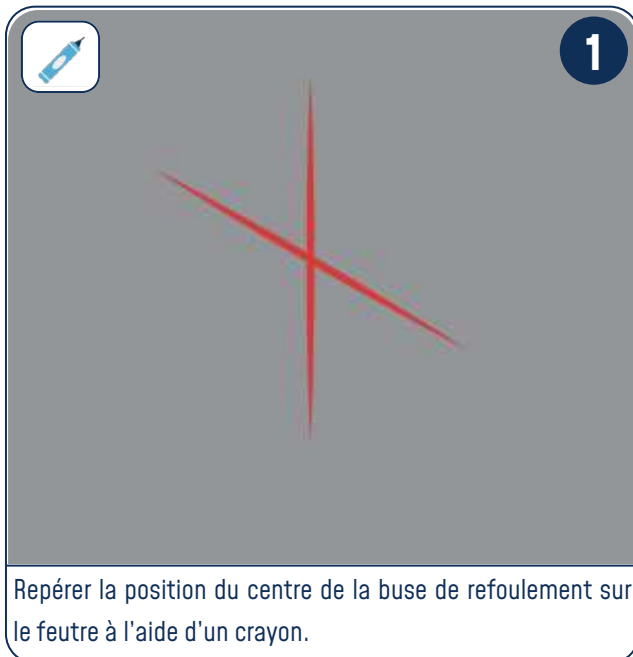 1
Repérer la position du centre de la buse de refoulement sur
le feutre à l'aide d'un crayon.